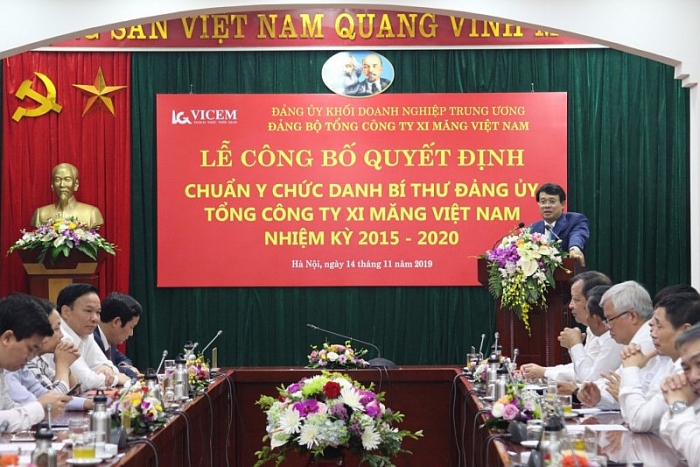 SẢN VIỆT NAM QUANG VINH
VICEM
ĐẢNG ỦY KHỐI DOANH NGHIỆP TRUNG ƯƠNG
ĐẢNG BỘ TỔNG CÔNG TY XI MĂNG VIỆT NAM
LỄ CÔNG BỐ QUYẾT ĐỊNH
CHUẨN Y CHỨC DANH BÍ THƯ ĐẢNG ỦY
TỔNG CÔNG TY XI MĂNG VIỆT NAM
NHIỆM KỲ 2015 - 2020
Hà Nội, ngày 14 tháng 11 năm 2019